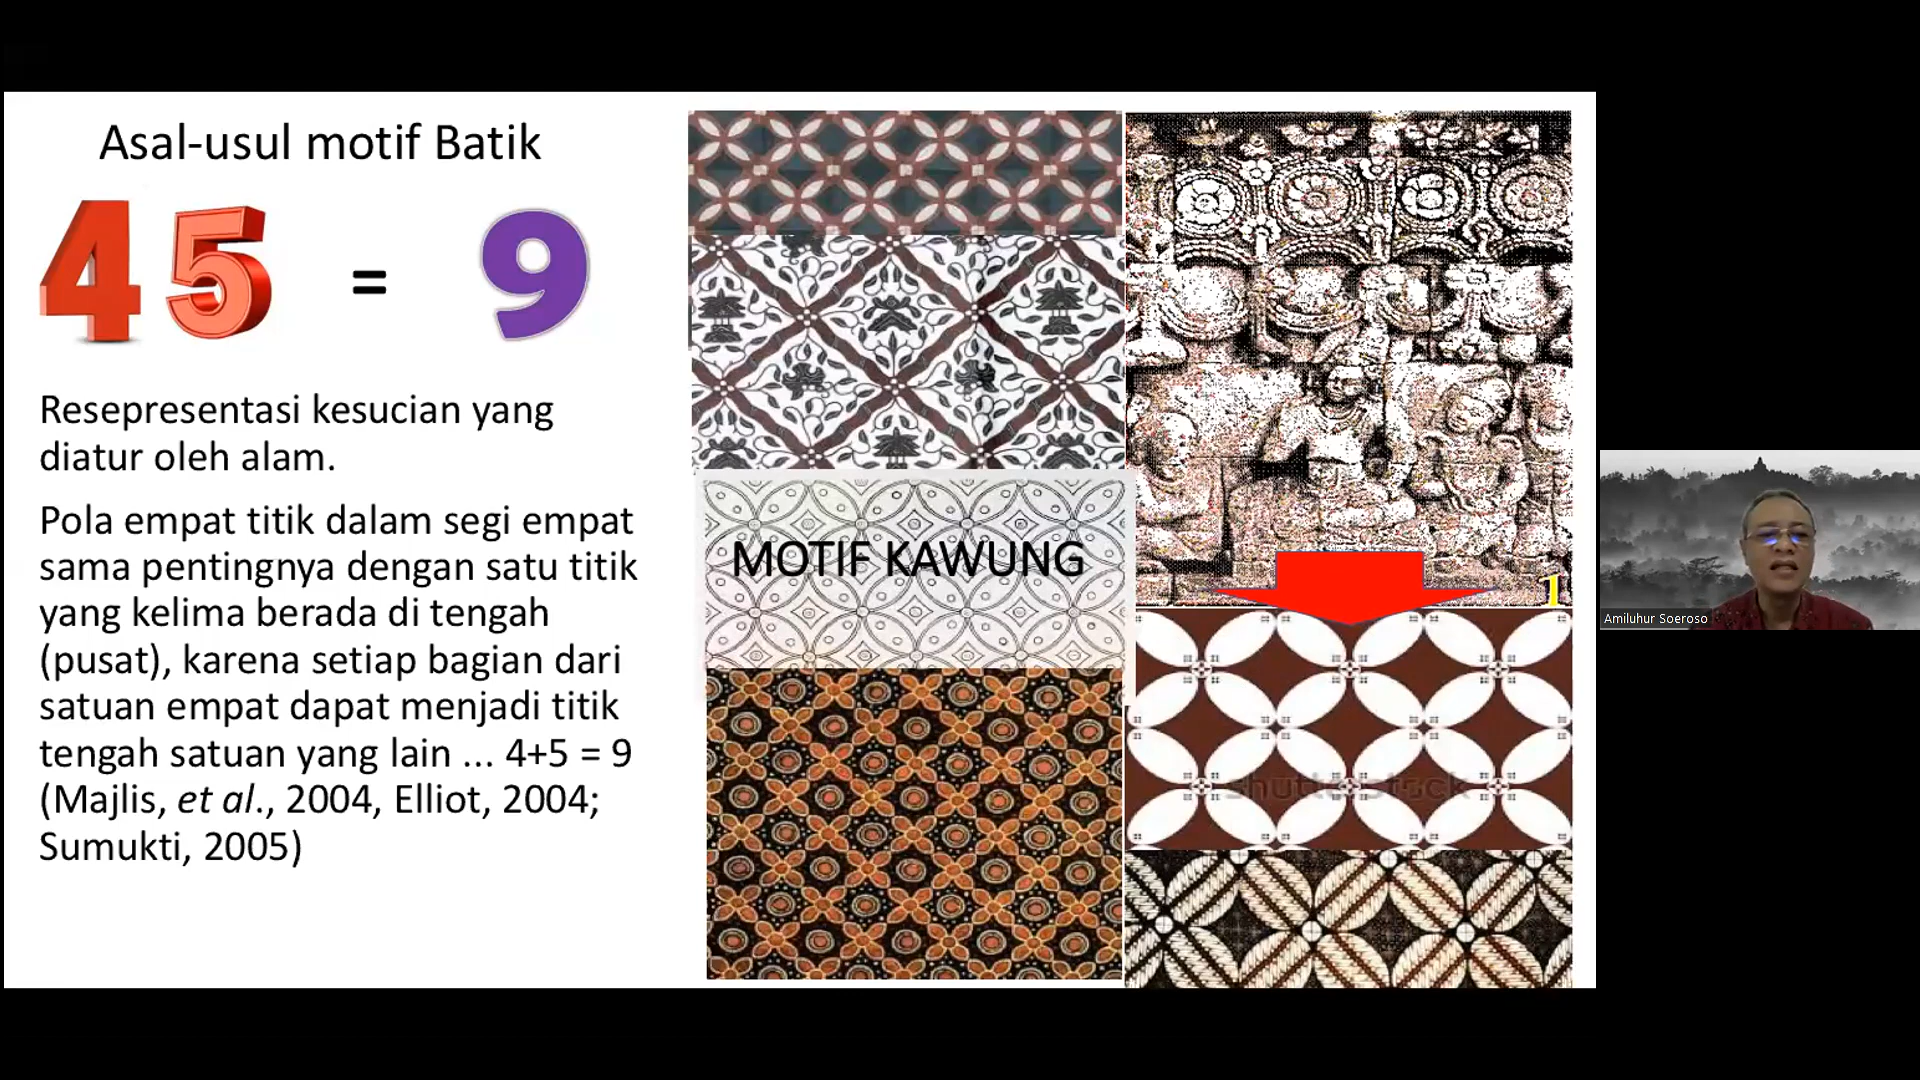 Asal-usul motif Batik
4 5 = 9
Resepresentasi kesucian yang
diatur oleh alam.
Pola empat titik dalam segi empat
sama pentingnya dengan satu titik
yang kelima berada di tengah
(pusat), karena setiap bagian dari
satuan empat dapat menjadi titik
tengah satuan yang lain ... 4+5 = 9
(Majlis, et al., 2004, Elliot, 2004;
Sumukti, 2005)
MOTIF KAWUNG
1
shutterstock
Amiluhur Soeroso